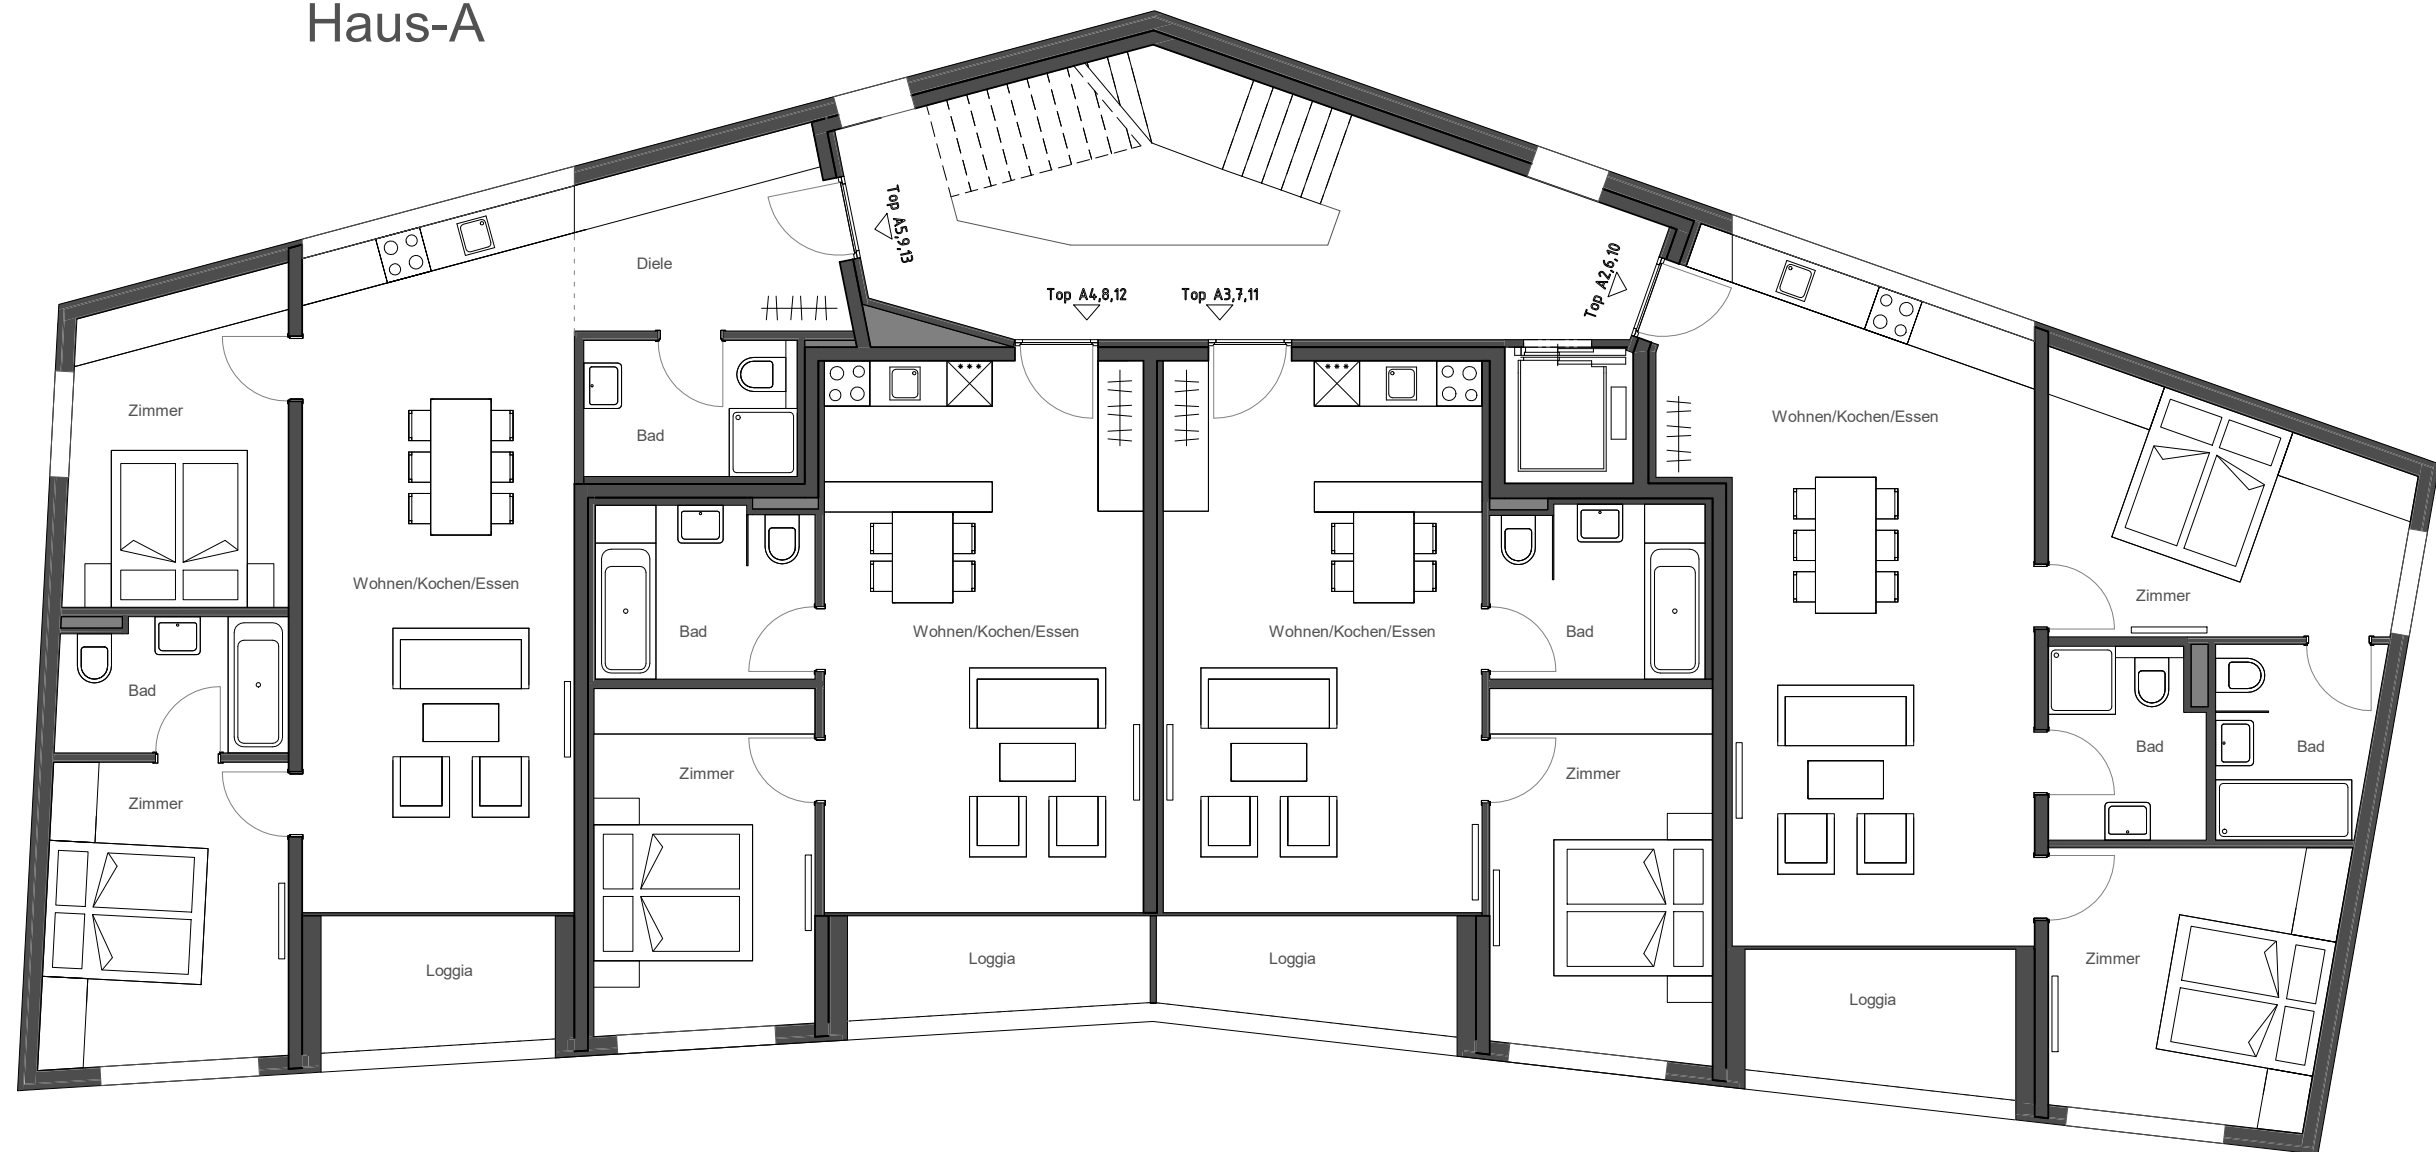 Haus-A
Top A5,9,13
Diele
Top A2,6,10
Top A4,8,12
Top A3,7,11
Zimmer
Wohnen/Kochen/Essen
Bad
Wohnen/Kochen/Essen
Zimmer
Bad
Wohnen/Kochen/Essen
Wohnen/Kochen/Essen
Bad
Bad
Bad
Bad
Zimmer
Zimmer
Zimmer
Bad
Zimmer
Loggia
Loggia
Loggia
Loggia